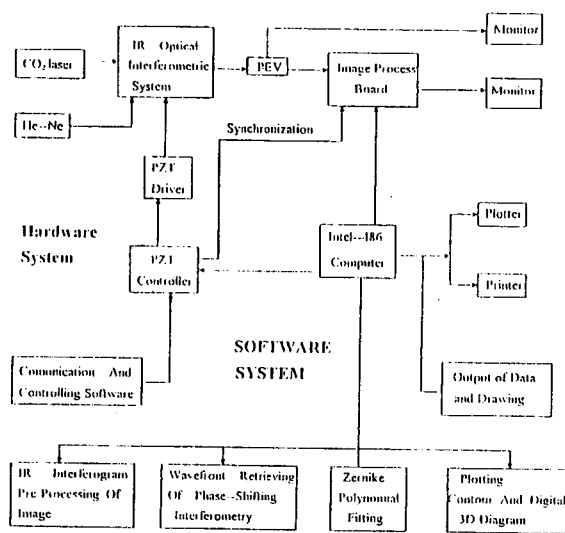 Monitor
IR Optical
Interferometric
System
CO2 laser
PEV
Image Process
Board
Monitor
He--Ne
Synchronization
PZT
Driver
Hardware
System
PZT
Controller
Intel--486
Computer
Plotter
Printer
SOFTWARE
SYSTEM
Comunication And
Controlling Software
Output of Data
and Drawing
IR Interferogram
Pre Processing Of
Image
Wavefront Retrieving
Of Phase--Shifting
Interferometry
Zernike
Polynomial
Fitting
Plotting
Contour And Digital
3D Diagram